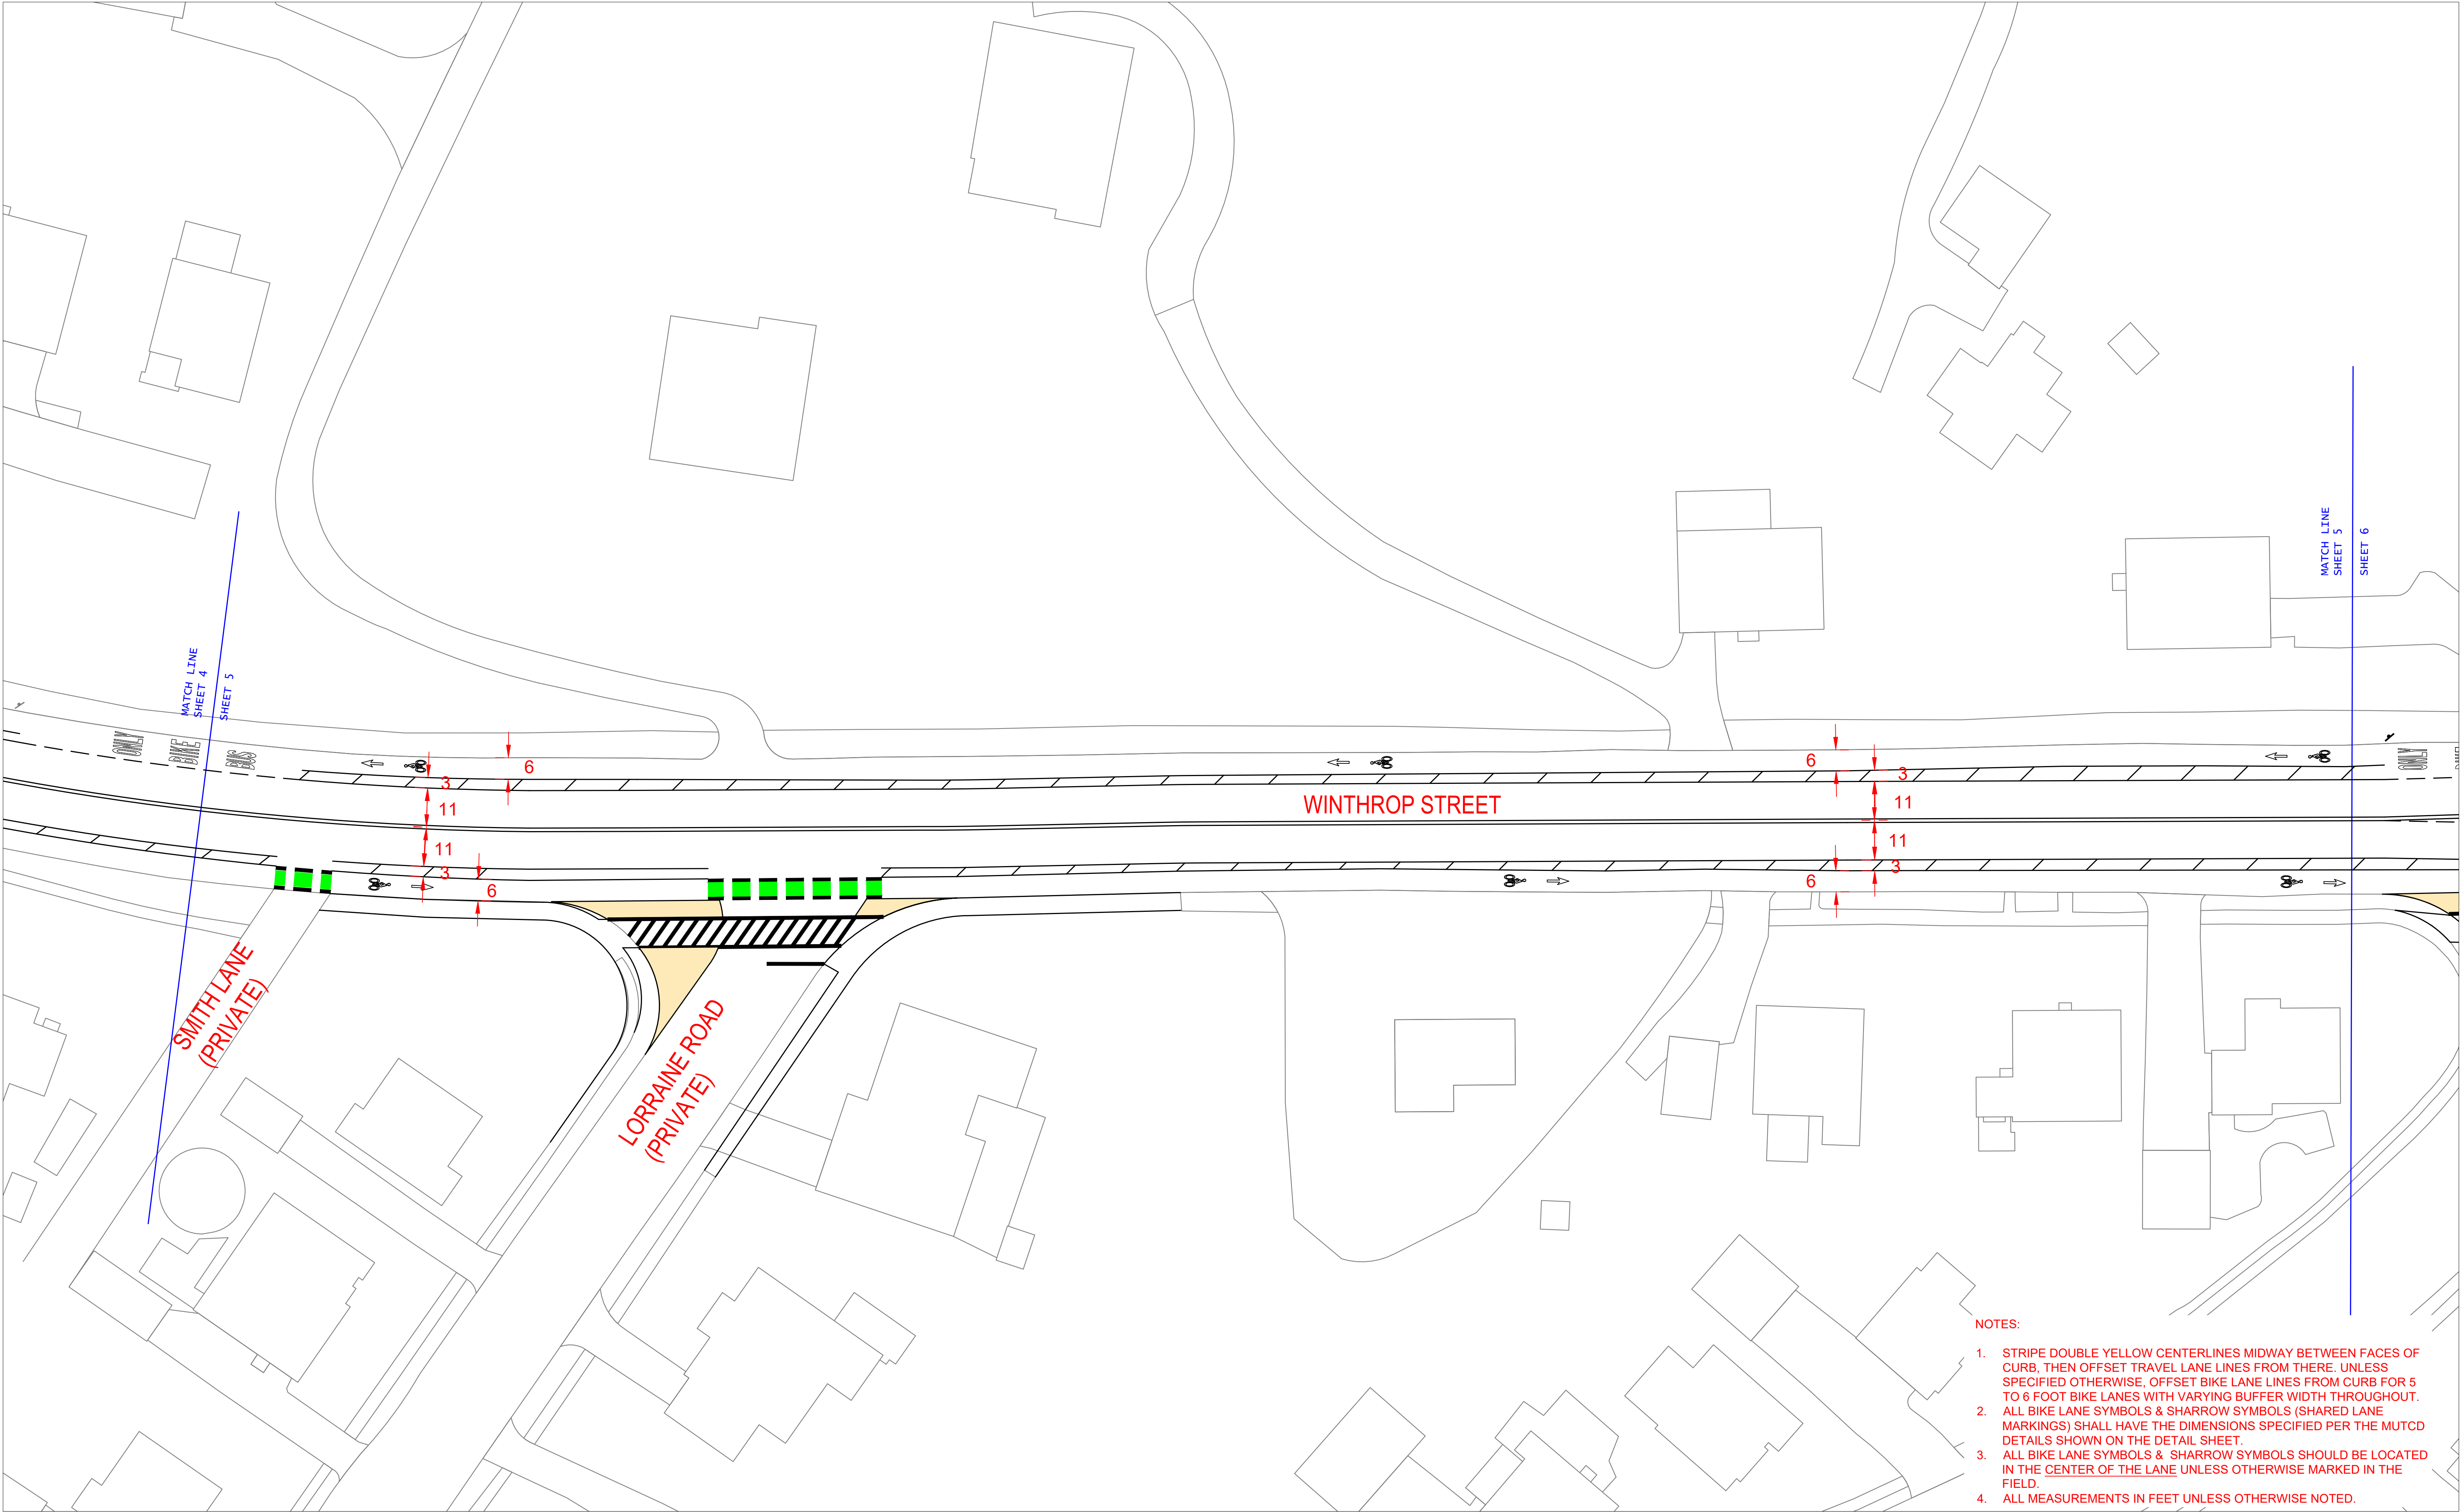 MATCH LINE
SHEET 5
SHEET 6
MATCH LINE
SHEET 4
SHEET 5
ONLY
BIKE
BUS
6
3
11
11
3
6
WINTHROP STREET
6
3
11
11
3
6
ONLY
SMITH LANE
(PRIVATE)
LORRAINE ROAD
(PRIVATE)
NOTES:
1. STRIPE DOUBLE YELLOW CENTERLINES MIDWAY BETWEEN FACES OF
CURB, THEN OFFSET TRAVEL LANE LINES FROM THERE. UNLESS
SPECIFIED OTHERWISE, OFFSET BIKE LANE LINES FROM CURB FOR 5
TO 6 FOOT BIKE LANES WITH VARYING BUFFER WIDTH THROUGHOUT.
2. ALL BIKE LANE SYMBOLS & SHARROW SYMBOLS (SHARED LANE
MARKINGS) SHALL HAVE THE DIMENSIONS SPECIFIED PER THE MUTCD
DETAILS SHOWN ON THE DETAIL SHEET.
3. ALL BIKE LANE SYMBOLS & SHARROW SYMBOLS SHOULD BE LOCATED
IN THE CENTER OF THE LANE UNLESS OTHERWISE MARKED IN THE
FIELD.
4. ALL MEASUREMENTS IN FEET UNLESS OTHERWISE NOTED.